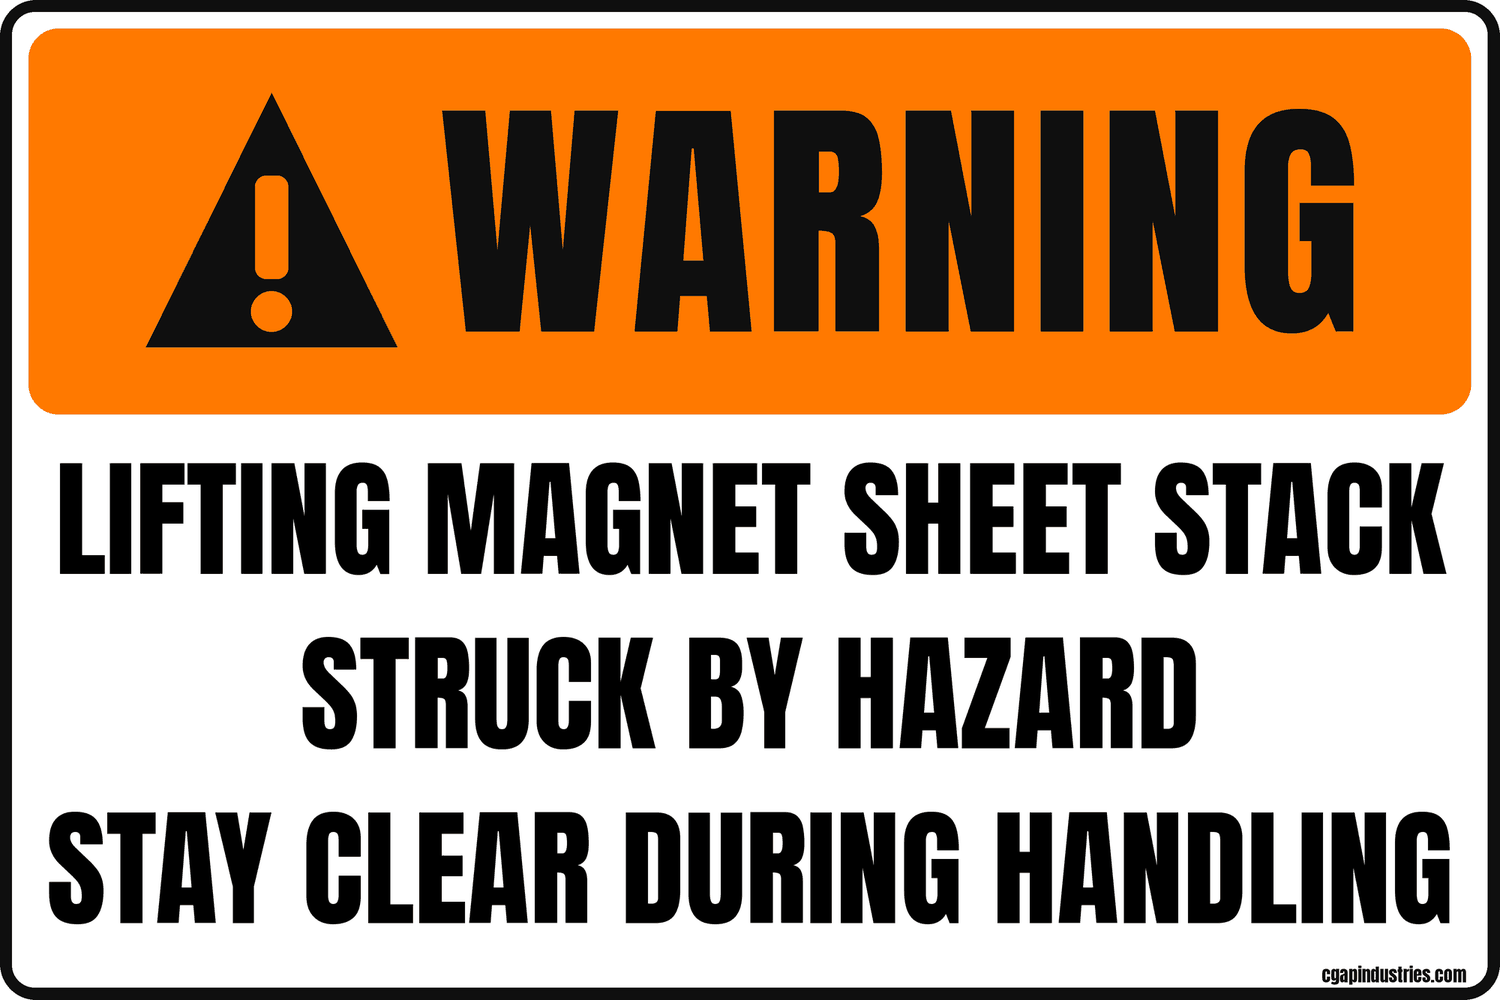 WARNING
LIFTING MAGNET SHEET STACK
STRUCK BY HAZARD
STAY CLEAR DURING HANDLING
cgapindustries.com